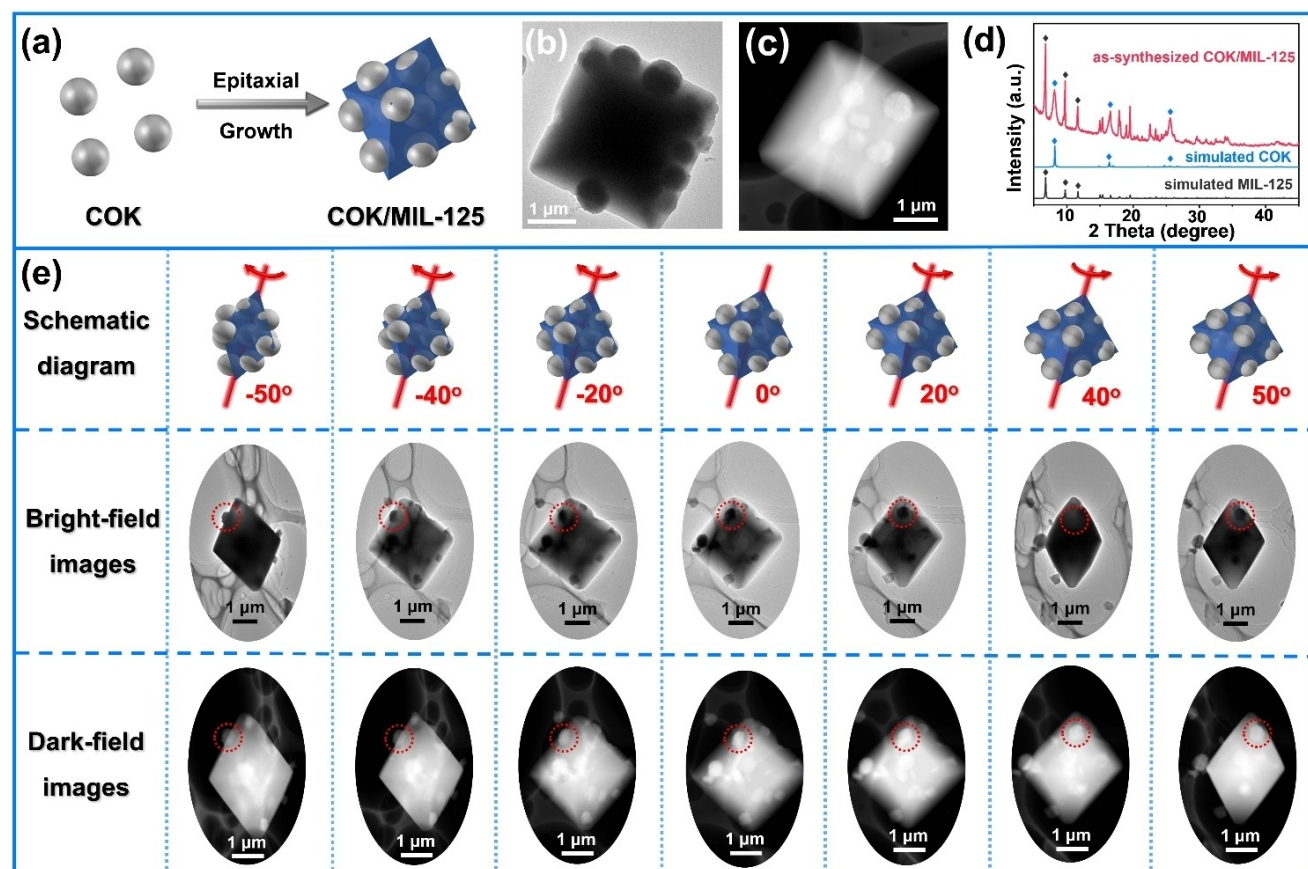 (a)
COK
Epitaxial
Growth
COK/MIL-125
(b)
1 μm
(c)
1 μm
(d)
Intensity (a.u.)
as-synthesized COK/MIL-125
simulated COK
simulated MIL-125
10 20 30 40
2 Theta (degree)
(e)
Schematic
diagram
-50°
-40°
-20°
0°
20°
40°
50°
Bright-field
images
1 μm
1 μm
1 μm
1 μm
1 μm
1 μm
1 μm
Dark-field
images
1 μm
1 μm
1 μm
1 μm
1 μm
1 μm
1 μm